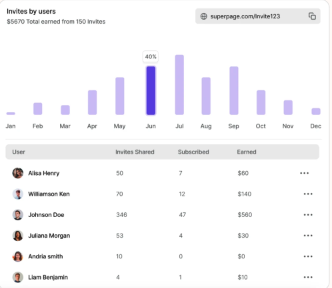 Invites by users
$5670 Total earned from 150 Invites
superpage.com/invite123
40%
Jan Feb Mar Apr May Jun Jul Aug Sep Oct Nov Dec
User Invites Shared Subscribed Earned
Alisa Henry 50 7 $60
Williamson Ken 70 12 $140
Johnson Doe 346 47 $560
Juliana Morgan 53 4 $30
Andria smith 10 0 $0
Liam Benjamin 4 1 $10